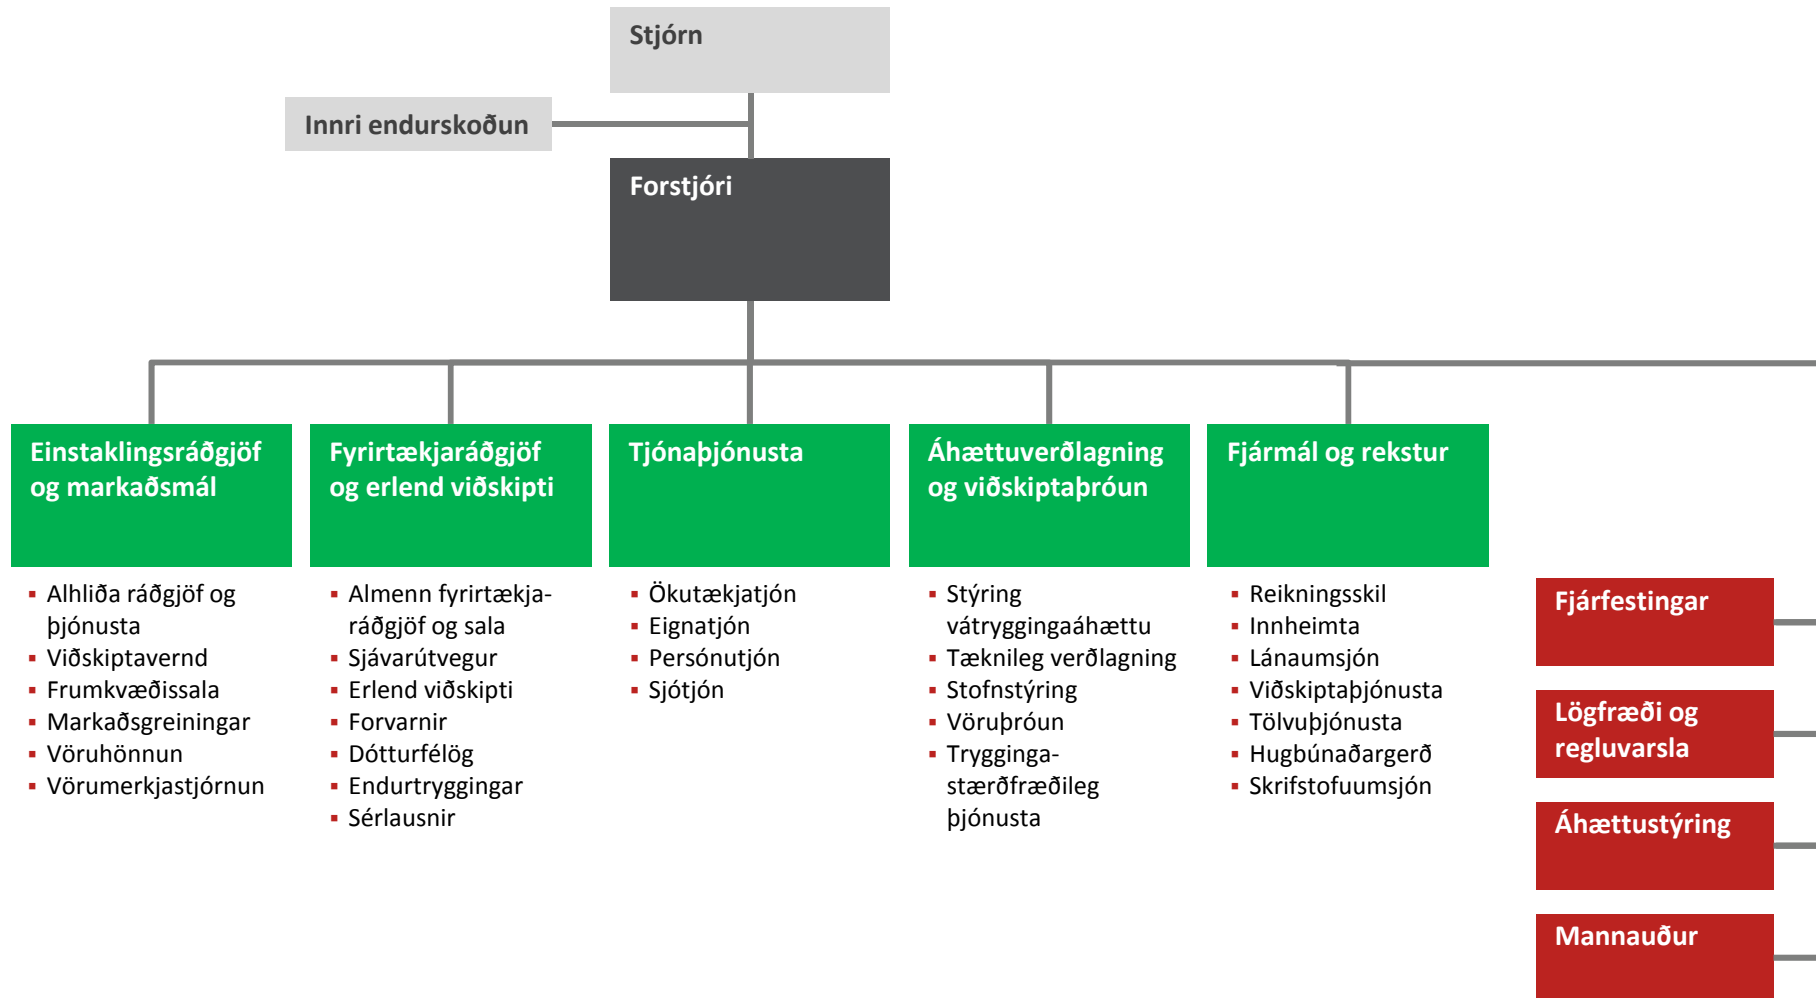 Stjórn
Innri endurskoðun
Forstjóri
Einstaklingsráðgjöf
og markaðsmál
Alhliða ráðgjöf og
þjónusta
Viðskiptavernd
Frumkvæðissala
Markaðsgreiningar
Vöruhönnun
Vörumerkjastjórnun
Fyrirtækjaráðgjöf
og erlend viðskipti
Almenn fyrirtækja-
ráðgjöf og sala
Sjávarútvegur
Erlend viðskipti
Forvarnir
Dótturfélög
Endurtryggingar
Sérlausnir
Tjónaþjónusta
Ökutækjatjón
Eignatjón
Persónutjón
Sjótjón
Áhættuverðlagning
og viðskiptaþróun
Stýring
vátryggingaáhættu
Tæknileg verðlagning
Stofnstýring
Vöruþróun
Trygginga-
stærðfræðileg
þjónusta
Fjármál og rekstur
Reikningsskil
Innheimta
Lánaumsjón
Viðskiptaþjónusta
Tölvuþjónusta
Hugbúnaðargerð
Skrifstofuumsjón
Fjárfestingar
Lögfræði og
regluvarsla
Áhættustýring
Mannauður